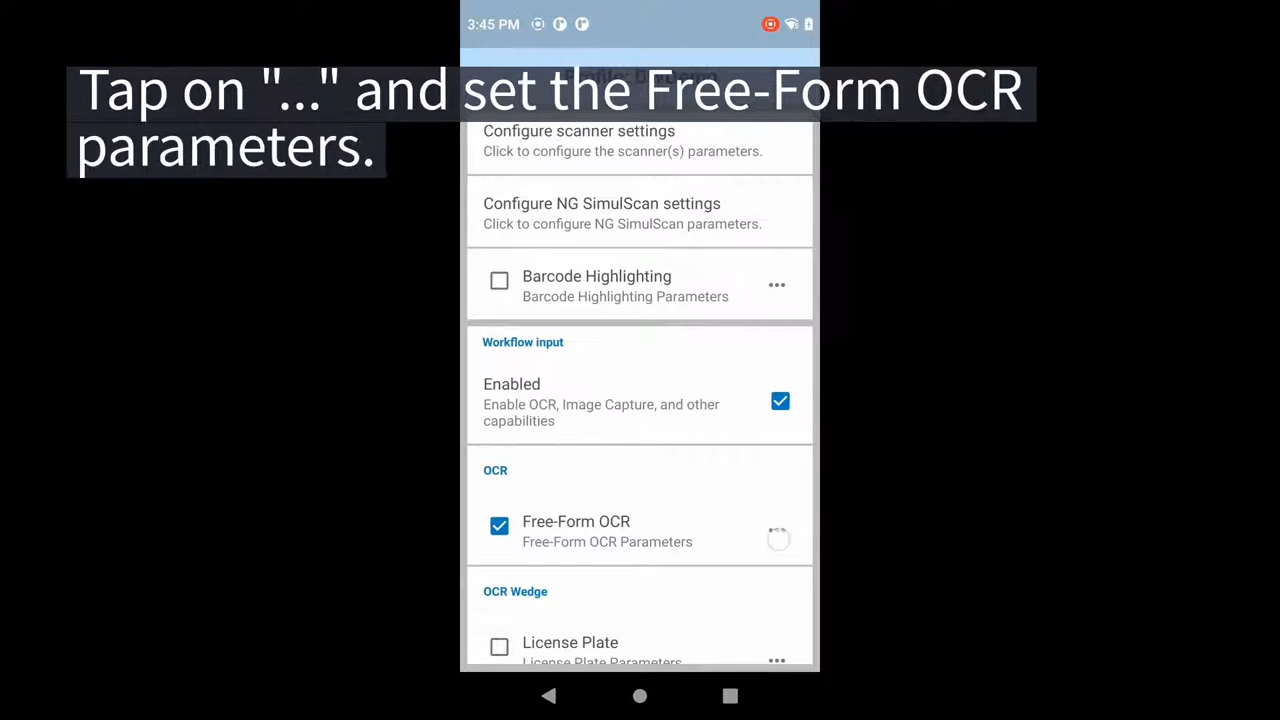 3:45 PM
Tap on "..." and set the Free-Form OCR
parameters.
Configure scanner settings
Click to configure the scanner(s) parameters.
Configure NG SimulScan settings
Click to configure NG SimulScan parameters.
Barcode Highlighting
Barcode Highlighting Parameters
Workflow input
Enabled
Enable OCR, Image Capture, and other
capabilities
OCR
Free-Form OCR
Free-Form OCR Parameters
OCR Wedge
License Plate
License Plate Parameters